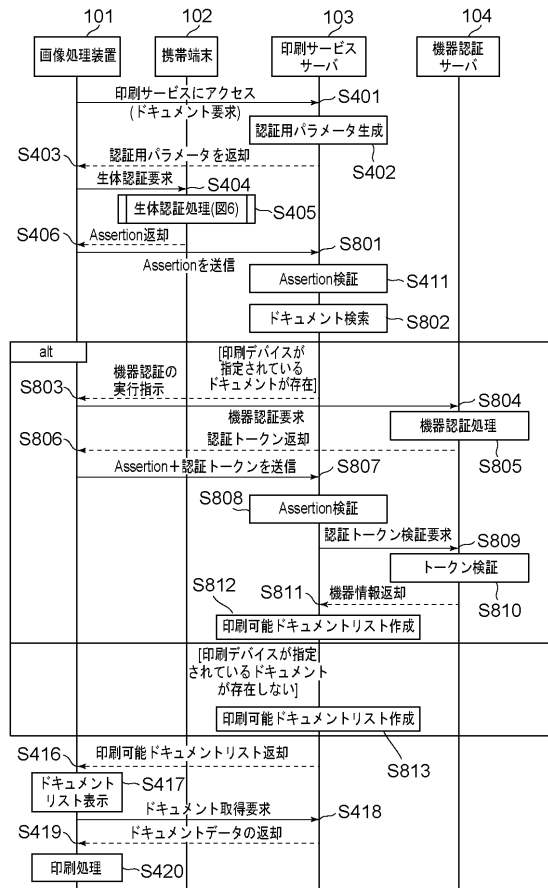 101
102
103
104
画像処理装置
携帯端末
印刷サービス
サーバ
機器認証
サーバ
印刷サービスにアクセス
(ドキュメント要求)
S401
認証用パラメータ生成
S402
S403
認証用パラメータを返却
生体認証要求
S404
生体認証処理(図6)
S405
S406
Assertion返却
S801
Assertionを送信
Assertion検証
S411
ドキュメント検索
S802
alt
[印刷デバイスが
指定されている
ドキュメントが存在]
S803
機器認証の
実行指示
S804
機器認証要求
機器認証処理
S805
S806
認証トークン返却
Assertion+認証トークンを送信
S807
S808
Assertion検証
認証トークン検証要求
S809
トークン検証
S810
S811
機器情報返却
S812
印刷可能ドキュメントリスト作成
[印刷デバイスが指定
されているドキュメント
が存在しない]
印刷可能ドキュメントリスト作成
S813
S416
印刷可能ドキュメントリスト返却
ドキュメント
リスト表示
S417
ドキュメント取得要求
S418
S419
ドキュメントデータの返却
印刷処理
S420